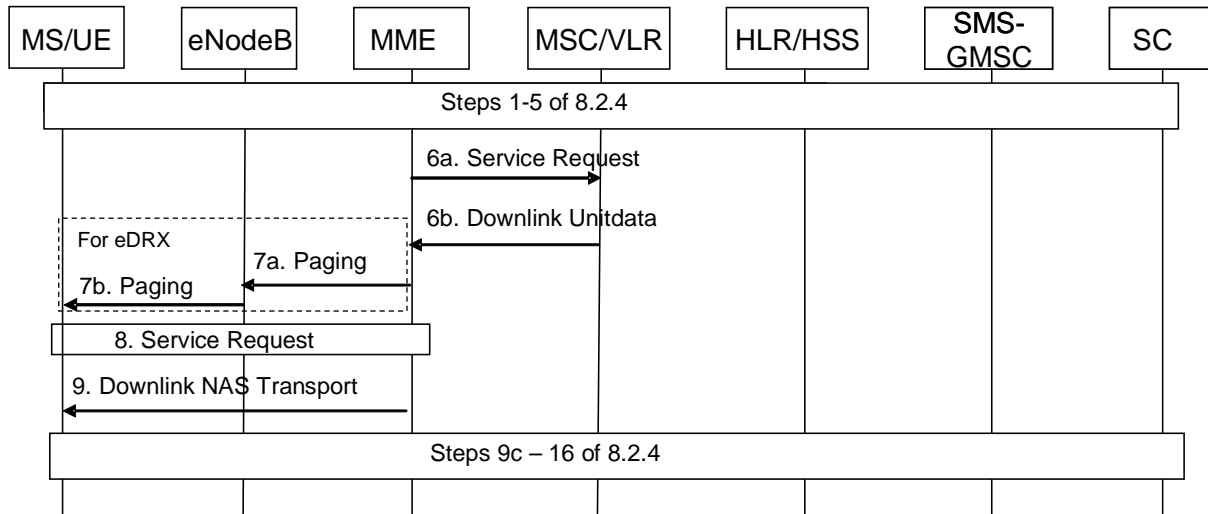 MS/UE
eNodeB
MME
MSC/VLR
HLR/HSS
SMS-
GMSC
SC
Steps 1-5 of 8.2.4
6a. Service Request
6b. Downlink Unitdata
For eDRX
7a. Paging
7b. Paging
8. Service Request
9. Downlink NAS Transport
Steps 9c – 16 of 8.2.4